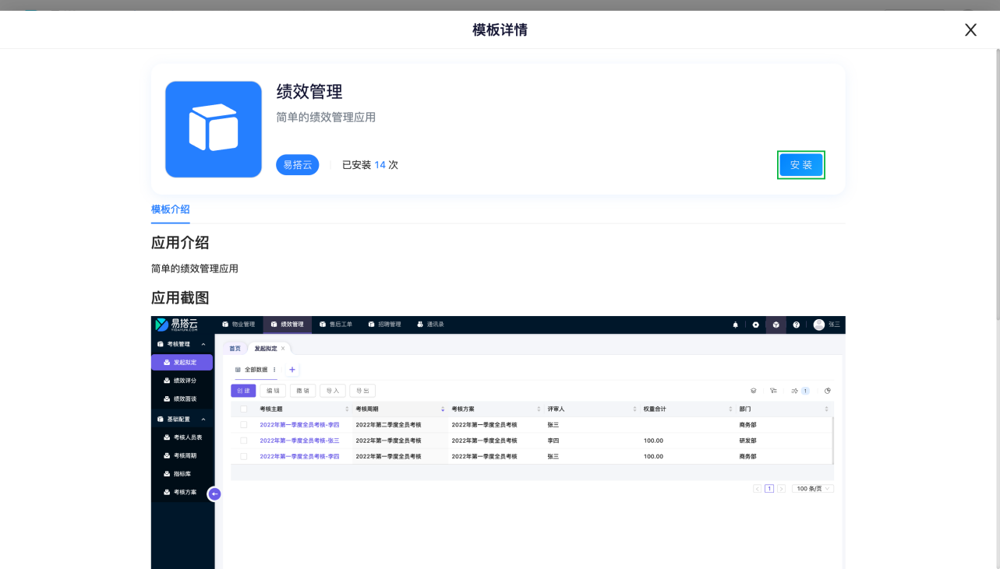 模板详情 X
绩效管理
简单的绩效管理应用
易搭云 已安装 14 次 安装
模板介绍
应用介绍
简单的绩效管理应用
应用截图
易搭云 YIDAYUN.COM 物业管理 绩效管理 售后工单 招聘管理 通讯录 张三
考核管理 首页 发起拟定 ×
发起拟定 全部数据 +
绩效评分 创建 编辑 撤销 导入 导出 1
绩效面谈 考核主题 考核周期 考核方案 评审人 权重合计 部门
基础配置 2022年第一季度全员考核-李四 2022年第二季度全员考核 2022年第一季度全员考核 张三 商务部
考核人员表 2022年第一季度全员考核-张三 2022年第一季度全员考核 2022年第一季度全员考核 李四 100.00 研发部
考核周期 2022年第一季度全员考核-李四 2022年第一季度全员考核 2022年第一季度全员考核 张三 100.00 商务部
指标库
考核方案 < 1 > 100 条/页